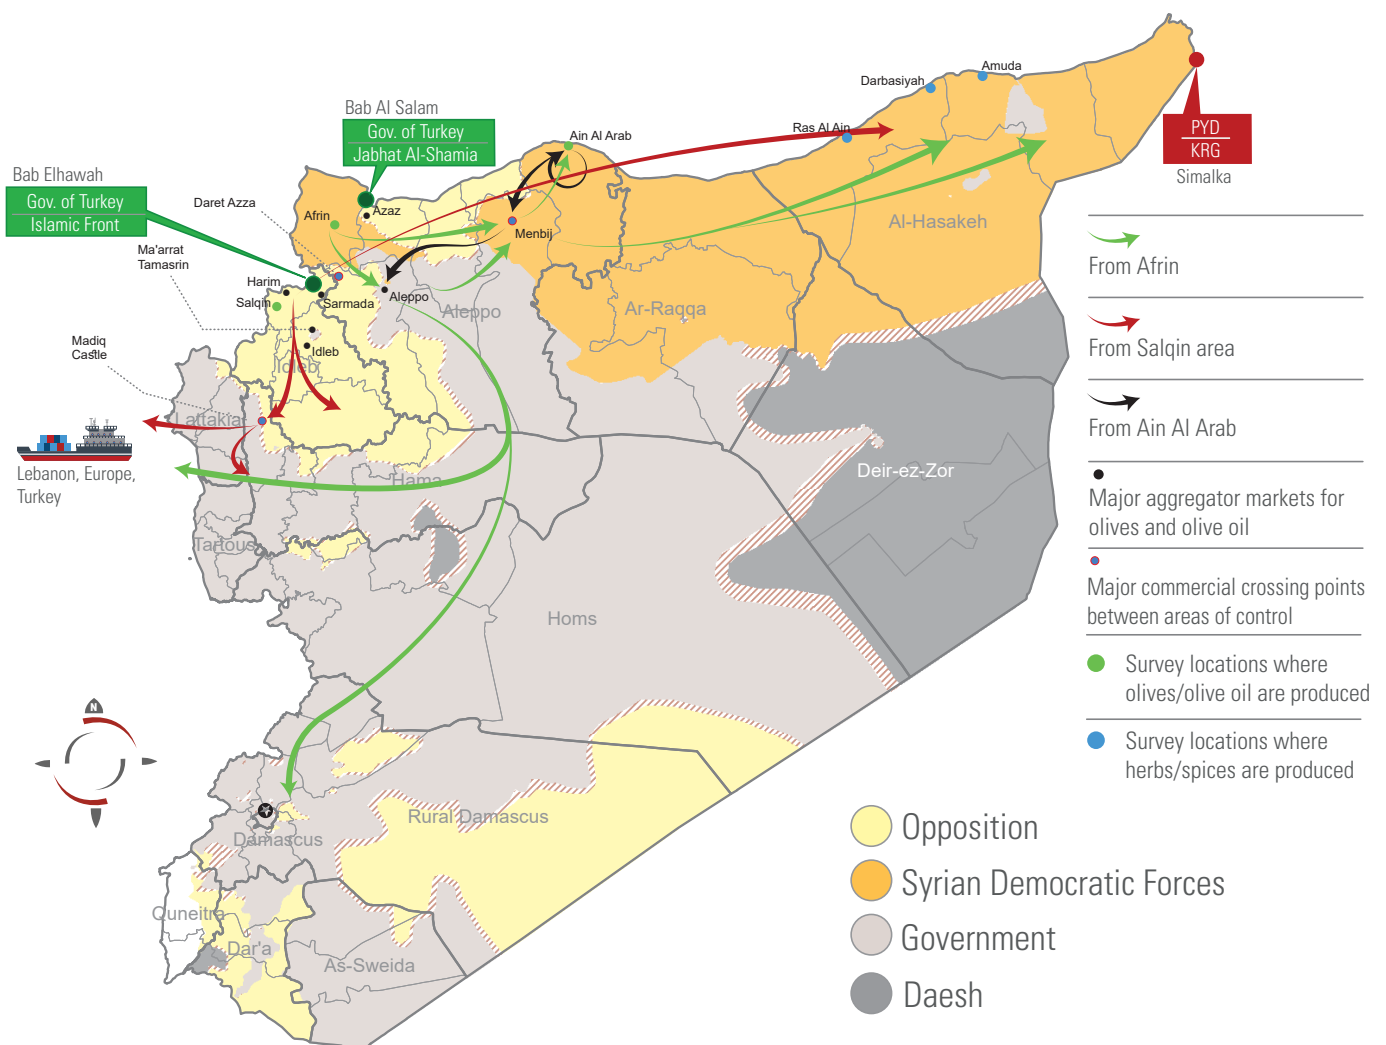 Bab Al Salam
Gov. of Turkey
Jabhat Al-Shamia
Bab Elhawah
Gov. of Turkey
Islamic Front
Daret Azza
Ma'arrat
Tamasrin
Madiq
Castle
Lebanon, Europe,
Turkey
Afrin
Azaz
Harim
Salqin
Sarmada
Idleb
Idleb
Aleppo
Aleppo
Menbij
Ain Al Arab
Ras Al Ain
Darbasiyah
Amuda
PYD
KRG
Simalka
Al-Hasakeh
Ar-Raqqa
Deir-ez-Zor
Lattakia
Hama
Tartous
Homs
Rural Damascus
Damascus
Quneitra
Dar'a
As-Sweida
N
From Afrin
From Salqin area
From Ain Al Arab
Major aggregator markets for
olives and olive oil
Major commercial crossing points
between areas of control
Survey locations where
olives/olive oil are produced
Survey locations where
herbs/spices are produced
Opposition
Syrian Democratic Forces
Government
Daesh